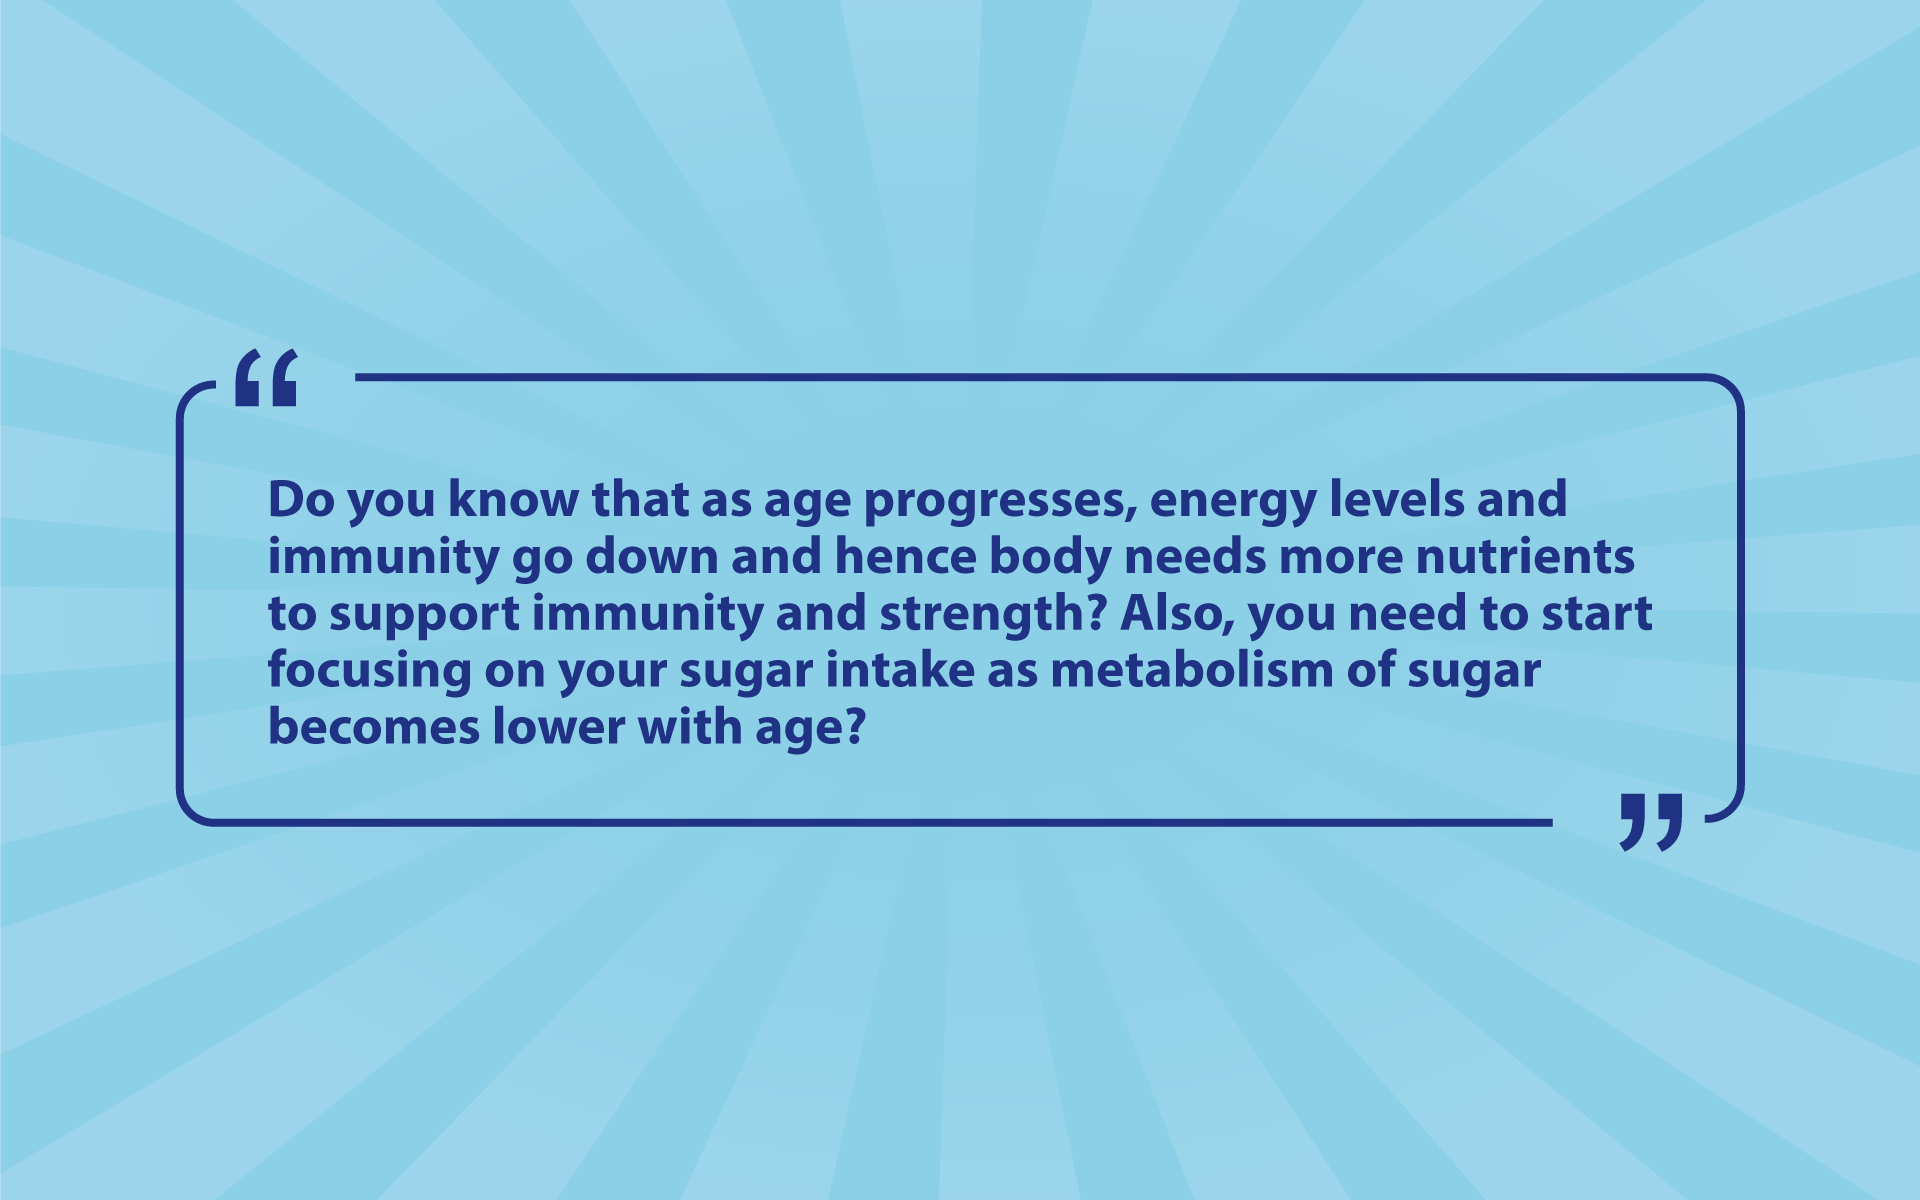 “
Do you know that as age progresses, energy levels and
immunity go down and hence body needs more nutrients
to support immunity and strength? Also, you need to start
focusing on your sugar intake as metabolism of sugar
becomes lower with age?
”